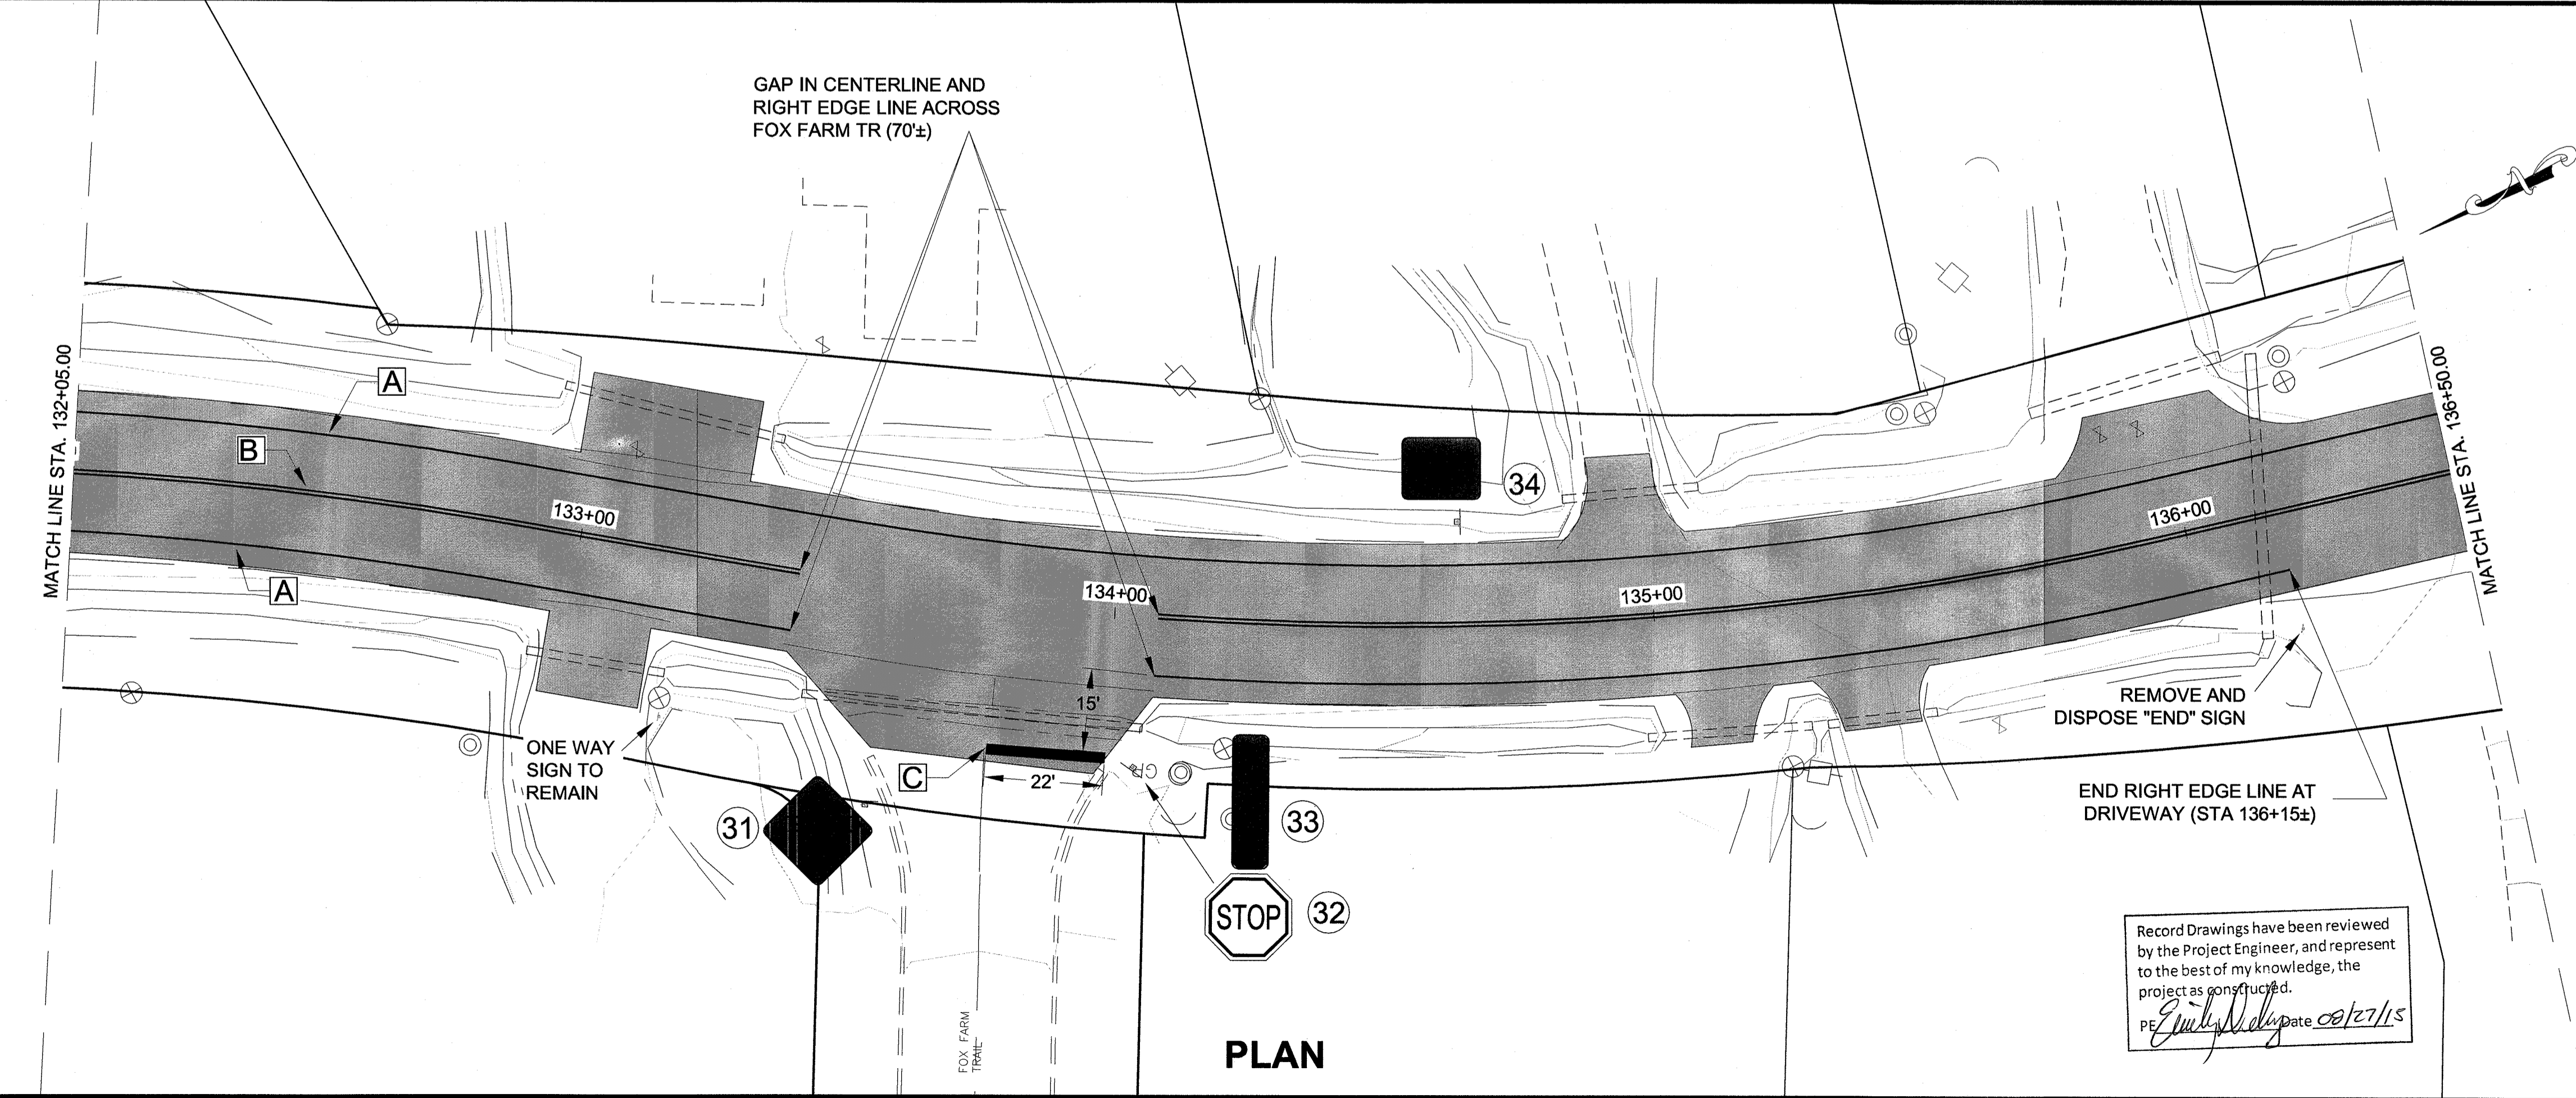 GAP IN CENTERLINE AND
RIGHT EDGE LINE ACROSS
FOX FARM TR (70'±)
MATCH LINE STA. 132+05.00
A
B
A
133+00
134+00
135+00
136+00
34
MATCH LINE STA. 136+50.00
15'
22'
C
ONE WAY
SIGN TO
REMAIN
31
33
STOP
32
REMOVE AND
DISPOSE "END" SIGN
END RIGHT EDGE LINE AT
DRIVEWAY (STA 136+15±)
FOX FARM
TRAIL
PLAN
Record Drawings have been reviewed
by the Project Engineer, and represent
to the best of my knowledge, the
project as constructed.
PE Date 08/27/15